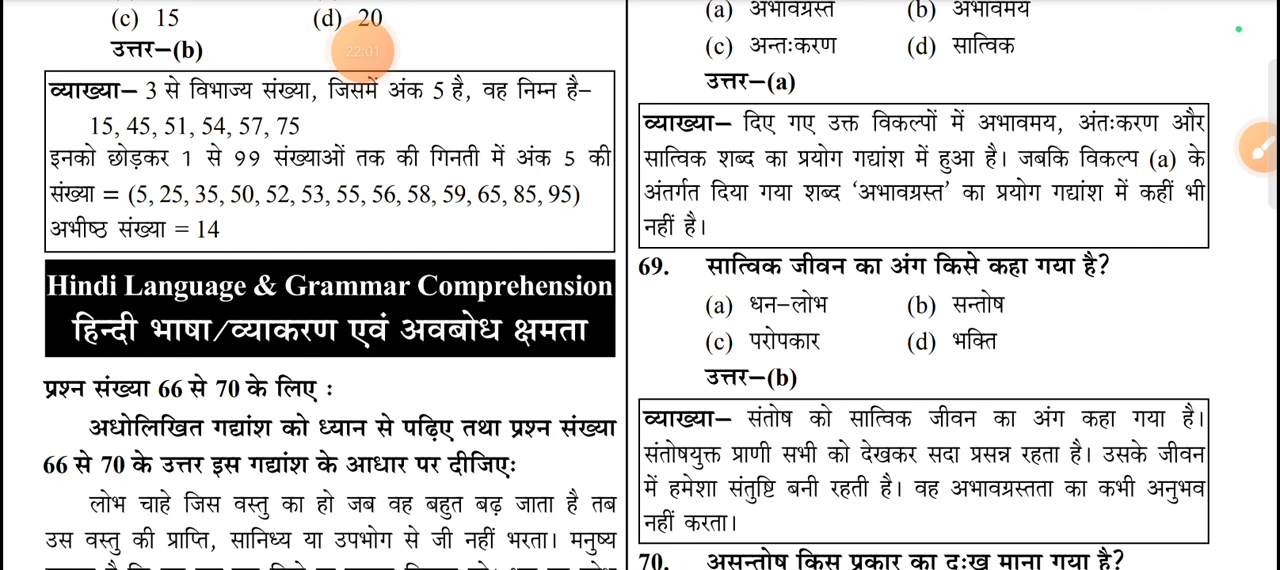 (c) 15 (d) 20
उत्तर–(b)
22:01
व्याख्या– 3 से विभाज्य संख्या, जिसमें अंक 5 है, वह निम्न है–
15, 45, 51, 54, 57, 75
इनको छोड़कर 1 से 99 संख्याओं तक की गिनती में अंक 5 की
संख्या = (5, 25, 35, 50, 52, 53, 55, 56, 58, 59, 65, 85, 95)
अभीष्ठ संख्या = 14
Hindi Language & Grammar Comprehension
हिन्दी भाषा/व्याकरण एवं अवबोध क्षमता
प्रश्न संख्या 66 से 70 के लिए :
अधोलिखित गद्यांश को ध्यान से पढ़िए तथा प्रश्न संख्या
66 से 70 के उत्तर इस गद्यांश के आधार पर दीजिए:
लोभ चाहे जिस वस्तु का हो जब वह बहुत बढ़ जाता है तब
उस वस्तु की प्राप्ति, सानिध्य या उपभोग से जी नहीं भरता। मनुष्य
(a) अभावग्रस्त (b) अभावमय
(c) अन्तःकरण (d) सात्विक
उत्तर–(a)
व्याख्या– दिए गए उक्त विकल्पों में अभावमय, अंतःकरण और
सात्विक शब्द का प्रयोग गद्यांश में हुआ है। जबकि विकल्प (a) के
अंतर्गत दिया गया शब्द ‘अभावग्रस्त’ का प्रयोग गद्यांश में कहीं भी
नहीं है।
69. सात्विक जीवन का अंग किसे कहा गया है?
(a) धन–लोभ (b) सन्तोष
(c) परोपकार (d) भक्ति
उत्तर–(b)
व्याख्या– संतोष को सात्विक जीवन का अंग कहा गया है।
संतोषयुक्त प्राणी सभी को देखकर सदा प्रसन्न रहता है। उसके जीवन
में हमेशा संतुष्टि बनी रहती है। वह अभावग्रस्तता का कभी अनुभव
नहीं करता।
70. असन्तोष किस प्रकार का दुःख माना गया है?